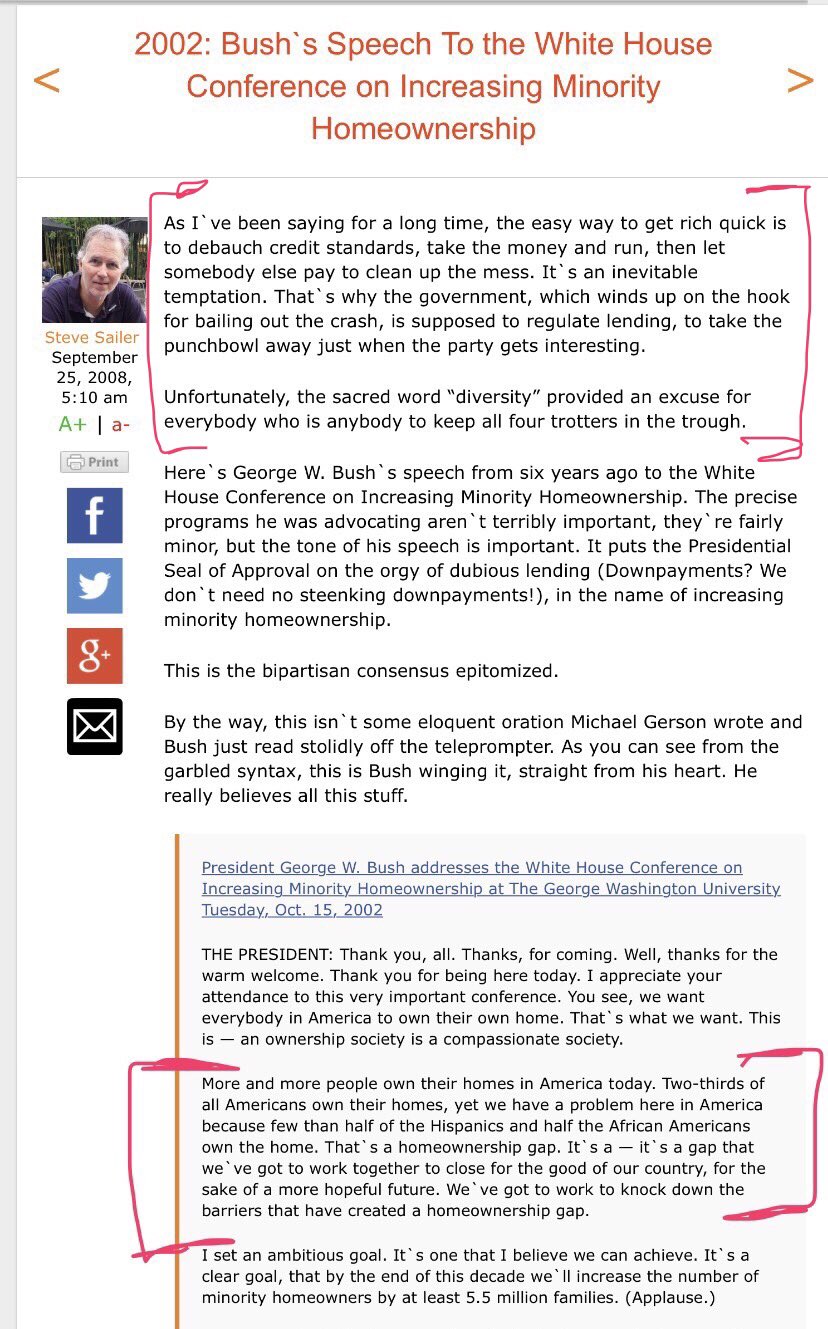 2002: Bush`s Speech To the White House
Conference on Increasing Minority
Homeownership
<
>
Steve Sailer
September
25, 2008,
5:10 am
A+ | a-
Print
f
g+
As I`ve been saying for a long time, the easy way to get rich quick is
to debauch credit standards, take the money and run, then let
somebody else pay to clean up the mess. It`s an inevitable
temptation. That`s why the government, which winds up on the hook
for bailing out the crash, is supposed to regulate lending, to take the
punchbowl away just when the party gets interesting.
Unfortunately, the sacred word “diversity” provided an excuse for
everybody who is anybody to keep all four trotters in the trough.
Here`s George W. Bush`s speech from six years ago to the White
House Conference on Increasing Minority Homeownership. The precise
programs he was advocating aren`t terribly important, they`re fairly
minor, but the tone of his speech is important. It puts the Presidential
Seal of Approval on the orgy of dubious lending (Downpayments? We
don`t need no steenking downpayments!), in the name of increasing
minority homeownership.
This is the bipartisan consensus epitomized.
By the way, this isn`t some eloquent oration Michael Gerson wrote and
Bush just read stolidly off the teleprompter. As you can see from the
garbled syntax, this is Bush winging it, straight from his heart. He
really believes all this stuff.
President George W. Bush addresses the White House Conference on
Increasing Minority Homeownership at The George Washington University
Tuesday, Oct. 15, 2002
THE PRESIDENT: Thank you, all. Thanks, for coming. Well, thanks for the
warm welcome. Thank you for being here today. I appreciate your
attendance to this very important conference. You see, we want
everybody in America to own their own home. That`s what we want. This
is — an ownership society is a compassionate society.
More and more people own their homes in America today. Two-thirds of
all Americans own their homes, yet we have a problem here in America
because few than half of the Hispanics and half the African Americans
own the home. That`s a homeownership gap. It`s a — it`s a gap that
we`ve got to work together to close for the good of our country, for the
sake of a more hopeful future. We`ve got to work to knock down the
barriers that have created a homeownership gap.
I set an ambitious goal. It`s one that I believe we can achieve. It`s a
clear goal, that by the end of this decade we`ll increase the number of
minority homeowners by at least 5.5 million families. (Applause.)